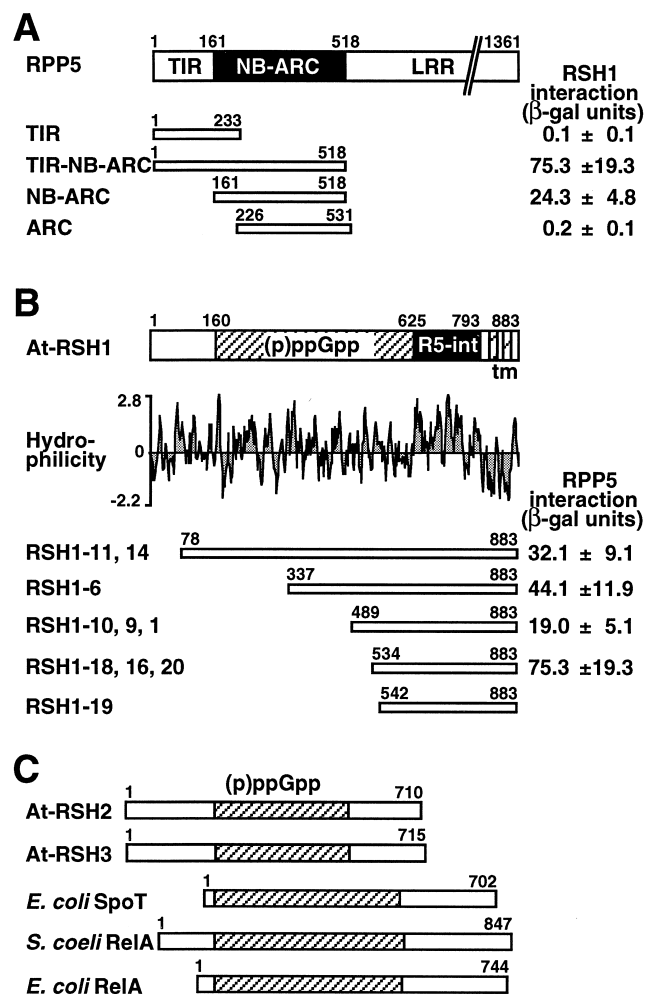 A
1 161 518 1361
RPP5 TIR NB-ARC LRR
RSH1
interaction
(β-gal units)
1 233
TIR 0.1 ± 0.1
1 518
TIR-NB-ARC 75.3 ±19.3
161 518
NB-ARC 24.3 ± 4.8
226 531
ARC 0.2 ± 0.1
B
1 160 625 793 883
At-RSH1 (p)ppGpp R5-int
tm
2.8
Hydro-
philicity
0
-2.2
RPP5
interaction
(β-gal units)
78 883
RSH1-11, 14 32.1 ± 9.1
337 883
RSH1-6 44.1 ±11.9
489 883
RSH1-10, 9, 1 19.0 ± 5.1
534 883
RSH1-18, 16, 20 75.3 ±19.3
542 883
RSH1-19
C
(p)ppGpp
1 710
At-RSH2
1 715
At-RSH3
1 702
E. coli SpoT
1 847
S. coeli RelA
1 744
E. coli RelA